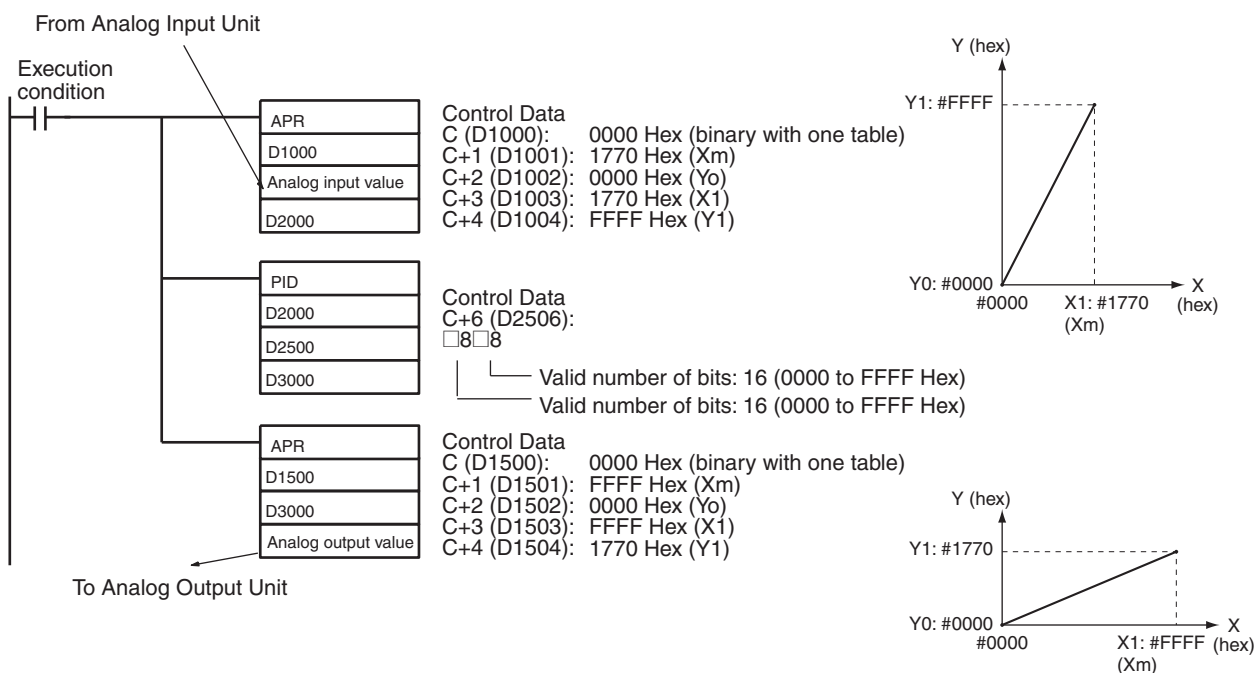 From Analog Input Unit
Execution
condition
APR
D1000
Analog input value
D2000
Control Data
C (D1000): 0000 Hex (binary with one table)
C+1 (D1001): 1770 Hex (Xm)
C+2 (D1002): 0000 Hex (Yo)
C+3 (D1003): 1770 Hex (X1)
C+4 (D1004): FFFF Hex (Y1)
Y (hex)
Y1: #FFFF
Y0: #0000
#0000
X1: #1770
(Xm)
X
(hex)
PID
D2000
D2500
D3000
Control Data
C+6 (D2506):
□8□8
Valid number of bits: 16 (0000 to FFFF Hex)
Valid number of bits: 16 (0000 to FFFF Hex)
APR
D1500
D3000
Analog output value
To Analog Output Unit
Control Data
C (D1500): 0000 Hex (binary with one table)
C+1 (D1501): FFFF Hex (Xm)
C+2 (D1502): 0000 Hex (Yo)
C+3 (D1503): FFFF Hex (X1)
C+4 (D1504): 1770 Hex (Y1)
Y (hex)
Y1: #1770
Y0: #0000
#0000
X1: #FFFF
(Xm)
X
(hex)